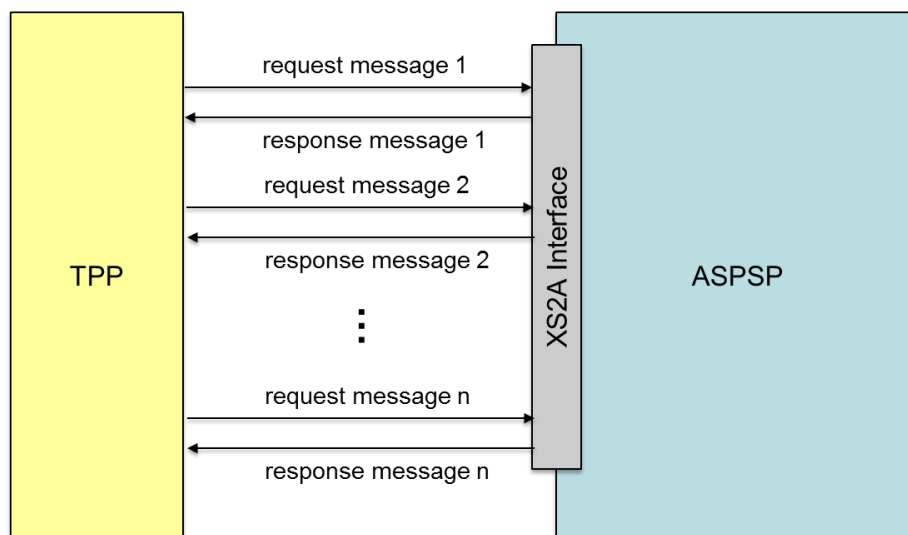 request message 1
response message 1
request message 2
response message 2
TPP
XS2A Interface
ASPSP
⋮
request message n
response message n